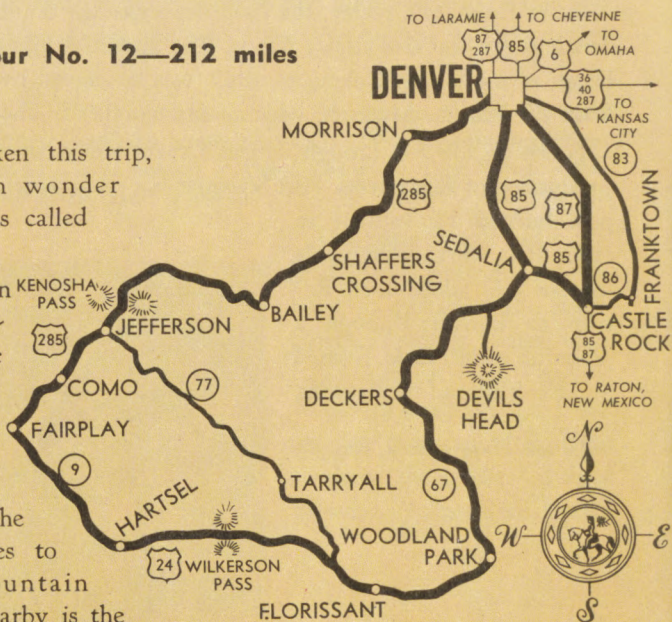 our No. 12—212 miles
ken this trip,
n wonder
s called
n
he
es to
ountain
earby is the
TO LARAMIE
TO CHEYENNE
87
287
85
6
TO
OMAHA
36
40
287
DENVER
TO
KANSAS
CITY
MORRISON
83
285
85
87
FRANKTOWN
SEDALIA
85
86
SHAFFERS
CROSSING
KENOSHA
PASS
BAILEY
JEFFERSON
CASTLE
ROCK
285
85
87
COMO
77
DECKERS
DEVILS
HEAD
TO RATON,
NEW MEXICO
FAIRPLAY
N
9
TARRYALL
67
HARTSEL
WOODLAND
PARK
W
E
24
WILKERSON
PASS
FLORISSANT
S